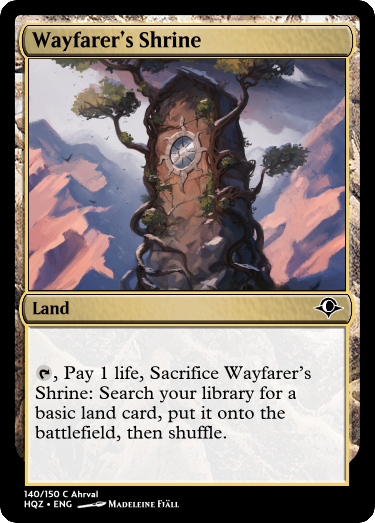 Wayfarer's Shrine
Land
, Pay 1 life, Sacrifice Wayfarer's
Shrine: Search your library for a
basic land card, put it onto the
battlefield, then shuffle.
140/150 C Ahrval
HQZ • ENG Madeleine Fiäll